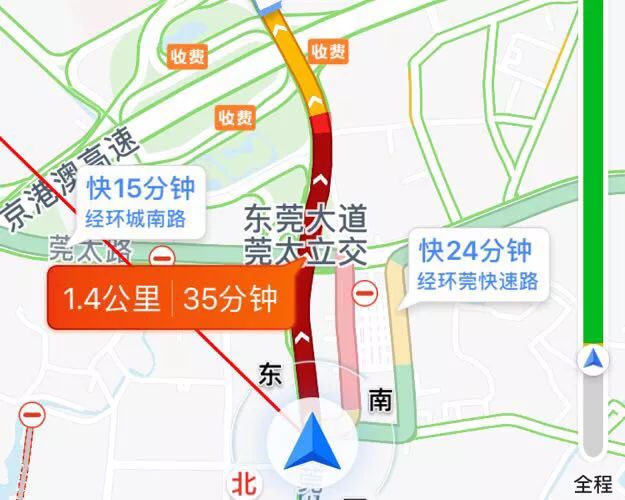 收费
收费
收费
京港澳高速
快15分钟
经环城南路
东莞大道
莞太立交
莞太路
快24分钟
经环莞快速路
1.4公里
35分钟
东
南
北
全程